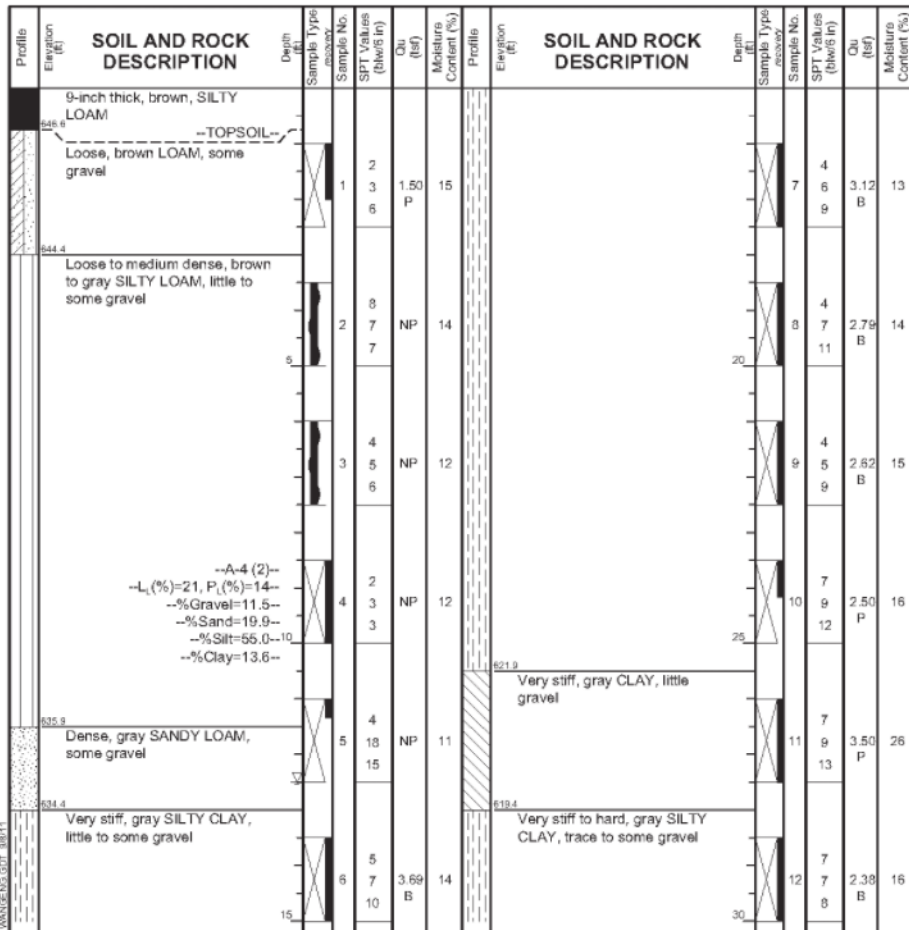 Profile
Elevation (ft)
SOIL AND ROCK DESCRIPTION
Depth (ft)
Sample Type
recovery
Sample No.
SPT Values (blw/6 in)
Qu (tsf)
Moisture Content (%)
Profile
Elevation (ft)
SOIL AND ROCK DESCRIPTION
Depth (ft)
Sample Type
recovery
Sample No.
SPT Values (blw/6 in)
Qu (tsf)
Moisture Content (%)
9-inch thick, brown, SILTY
LOAM
646.6
--TOPSOIL--
Loose, brown LOAM, some
gravel
1
2
3
6
1.50
P
15
644.4
Loose to medium dense, brown
to gray SILTY LOAM, little to
some gravel
2
8
7
7
NP
14
5
3
4
5
6
NP
12
--A-4 (2)--
--LL(%)=21, PL(%)=14--
--%Gravel=11.5--
--%Sand=19.9--
--%Silt=55.0--
--%Clay=13.6--
10
4
2
3
3
NP
12
635.9
Dense, gray SANDY LOAM,
some gravel
5
4
18
15
NP
11
634.4
Very stiff, gray SILTY CLAY,
little to some gravel
6
5
7
10
3.69
B
14
15
7
4
6
9
3.12
B
13
8
4
7
11
2.79
B
14
20
9
4
5
9
2.62
B
15
10
7
9
12
2.50
P
16
25
621.9
Very stiff, gray CLAY, little
gravel
11
7
9
13
3.50
P
26
619.4
Very stiff to hard, gray SILTY
CLAY, trace to some gravel
12
7
7
8
2.38
B
16
30